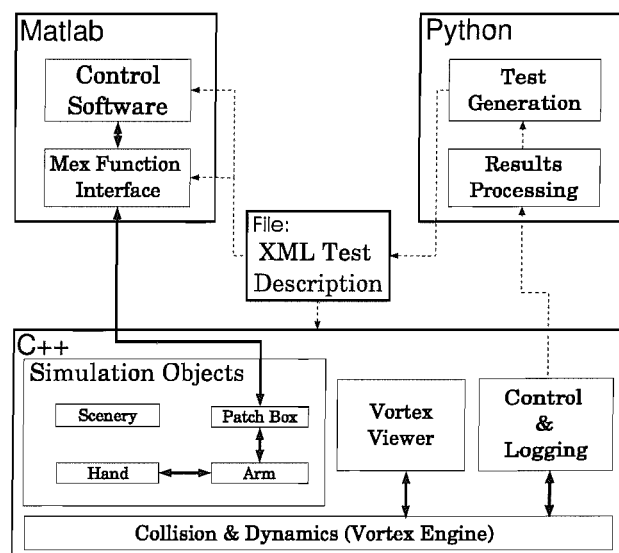 Matlab
Control
Software
Mex Function
Interface
Python
Test
Generation
Results
Processing
File:
XML Test
Description
C++
Simulation Objects
Scenery
Patch Box
Hand
Arm
Vortex
Viewer
Control
&
Logging
Collision & Dynamics (Vortex Engine)